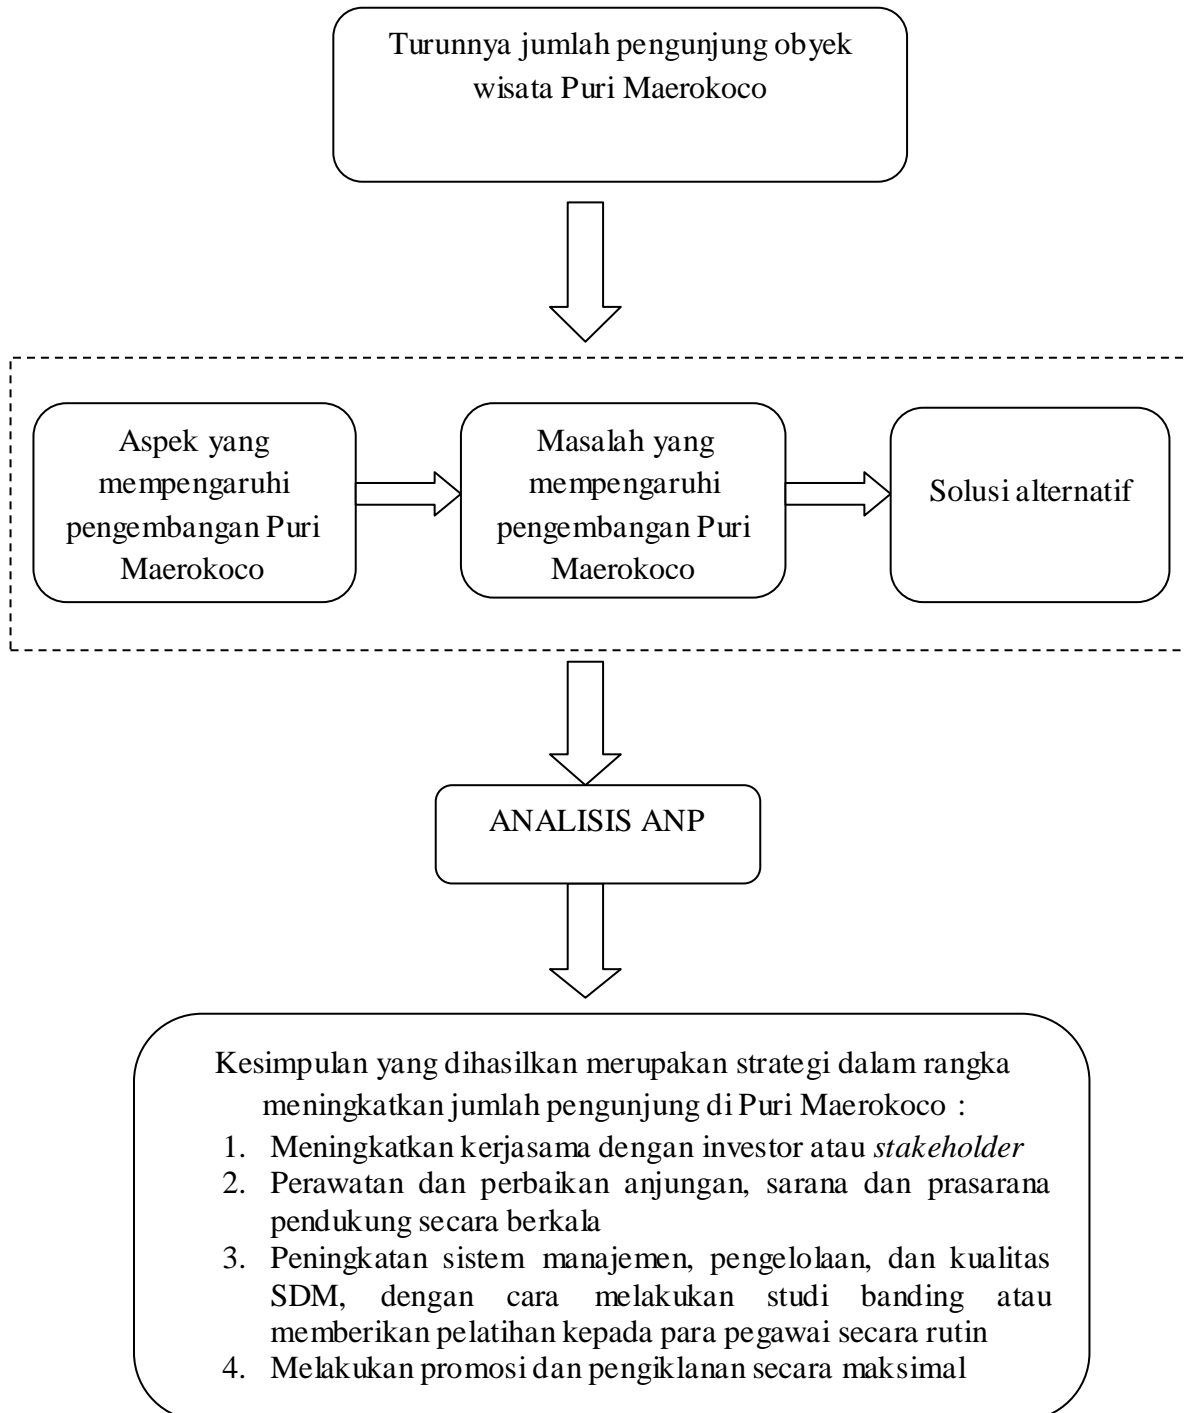 Turunnya jumlah pengunjung obyek
wisata Puri Maerokoco
Aspek yang
mempengaruhi
pengembangan Puri
Maerokoco
Masalah yang
mempengaruhi
pengembangan Puri
Maerokoco
Solusi alternatif
ANALISIS ANP
Kesimpulan yang dihasilkan merupakan strategi dalam rangka
meningkatkan jumlah pengunjung di Puri Maerokoco :
1. Meningkatkan kerjasama dengan investor atau stakeholder
2. Perawatan dan perbaikan anjungan, sarana dan prasarana
pendukung secara berkala
3. Peningkatan sistem manajemen, pengelolaan, dan kualitas
SDM, dengan cara melakukan studi banding atau
memberikan pelatihan kepada para pegawai secara rutin
4. Melakukan promosi dan pengiklanan secara maksimal